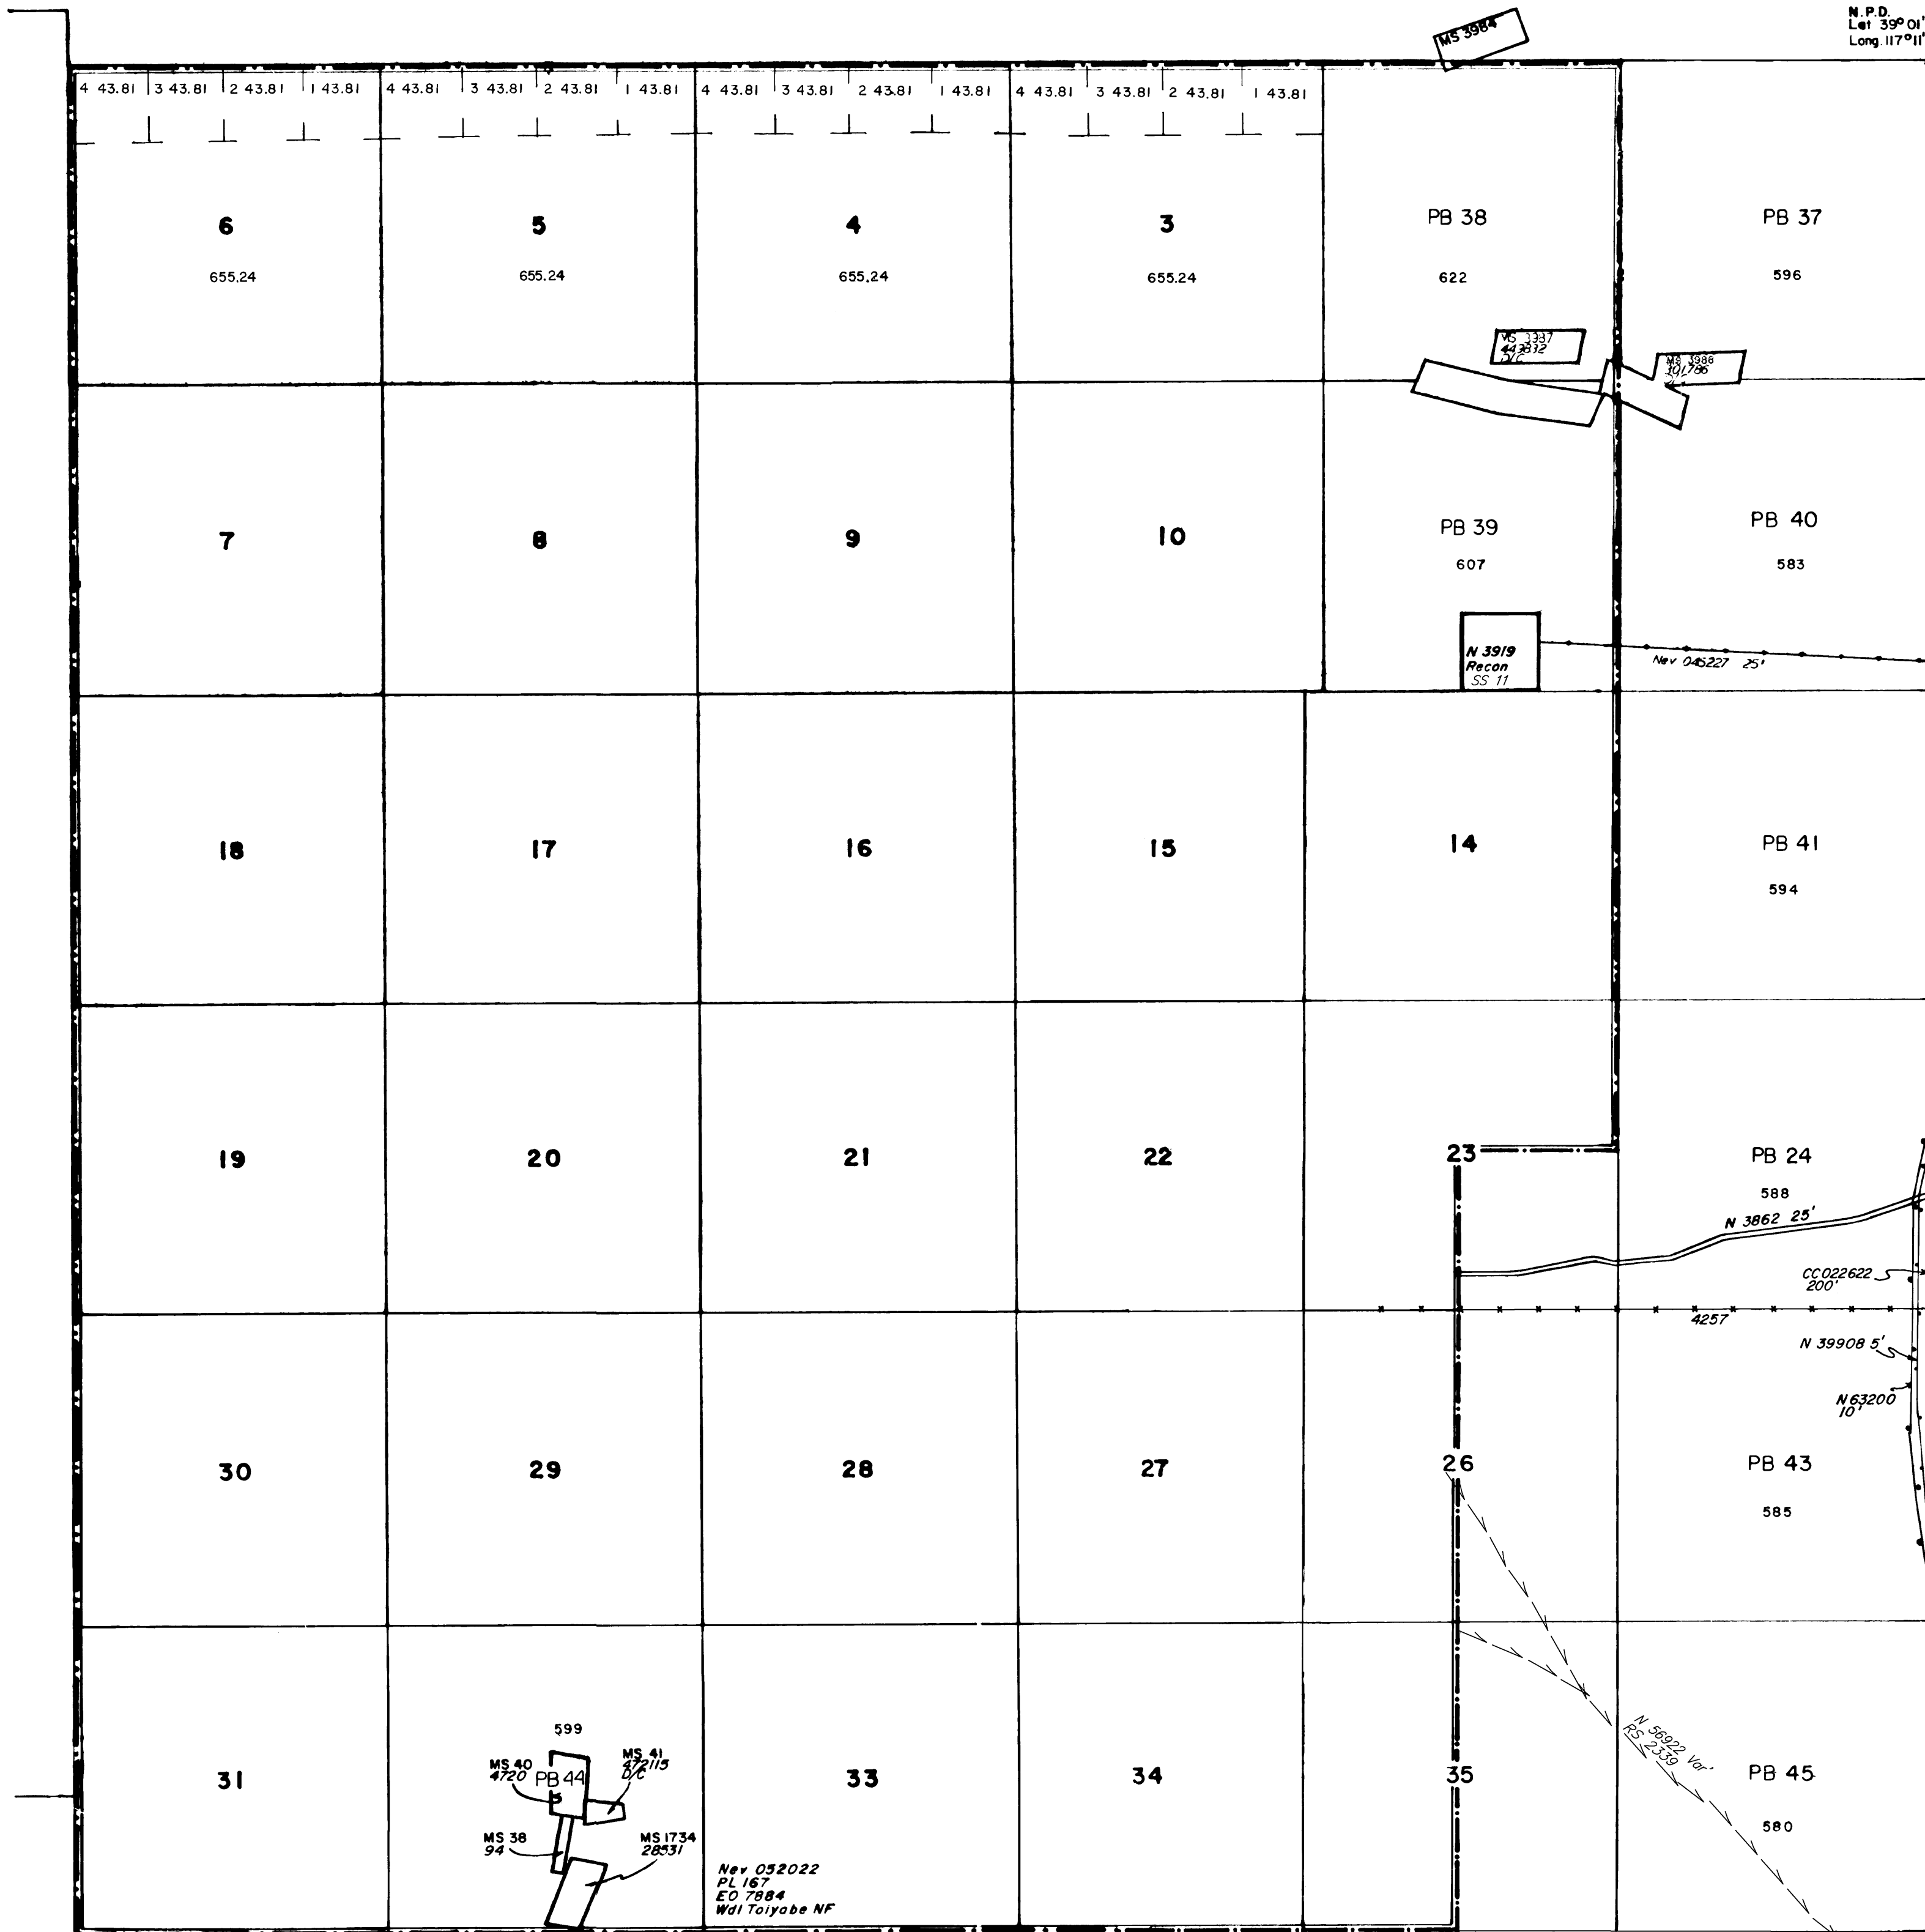 N.P.D.
Lat 39° 01'
Long. 117° 11'
MS 3984
4 43.81 3 43.81 2 43.81 1 43.81 4 43.81 3 43.81 2 43.81 1 43.81 4 43.81 3 43.81 2 43.81 1 43.81 4 43.81 3 43.81 2 43.81 1 43.81
6 5 4 3 PB 38 PB 37
655.24 655.24 655.24 655.24 622 596
MS 3988
D/C
7 8 9 10 PB 39 PB 40
607 583
N 3919
Recon
SS 11
Nev 045227 25'
18 17 16 15 14 PB 41
594
19 20 21 22 23 PB 24
588
N 3862 25'
CC 022622
200'
4257
N 39908 5'
N 63200
10'
30 29 28 27 26 PB 43
585
N 56922 Var'
RS 2339
599
MS 40
4720
MS 41
472115
D/C
31 PB 44 33 34 35 PB 45
580
MS 38
94
MS 1734
28531
Nev 052022
PL 167
EO 7884
Wdl Toiyabe NF